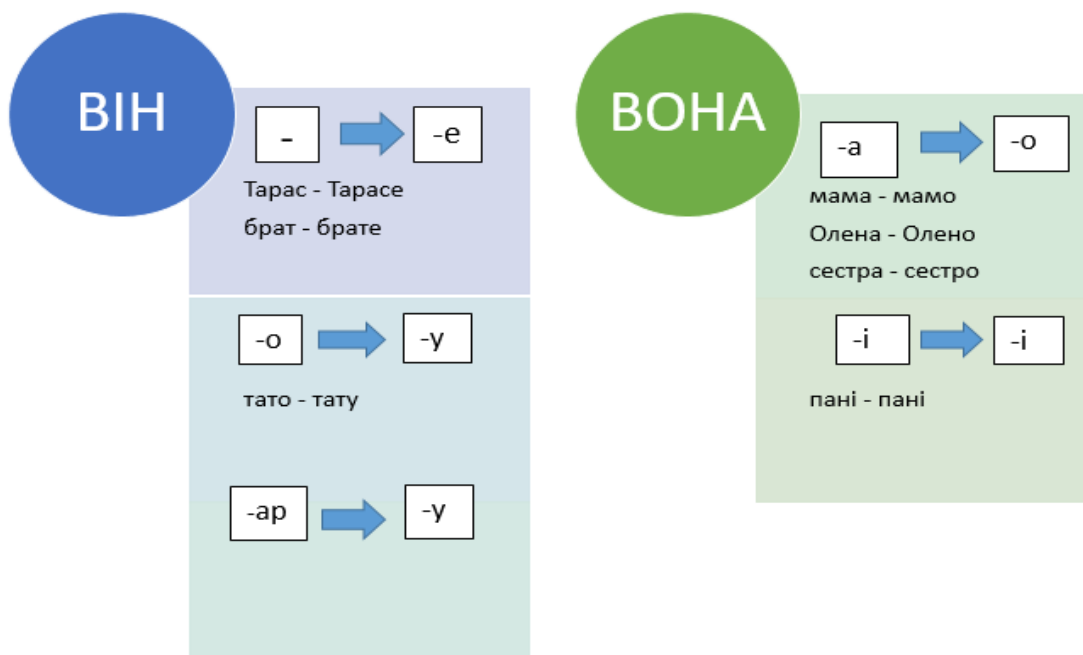 ВІН
- -е
Тарас - Тарасе
брат - брате
-о -у
тато - тату
-ар -у
ВОНА
-а -о
мама - мамо
Олена - Олено
сестра - сестро
-і -і
пані - пані